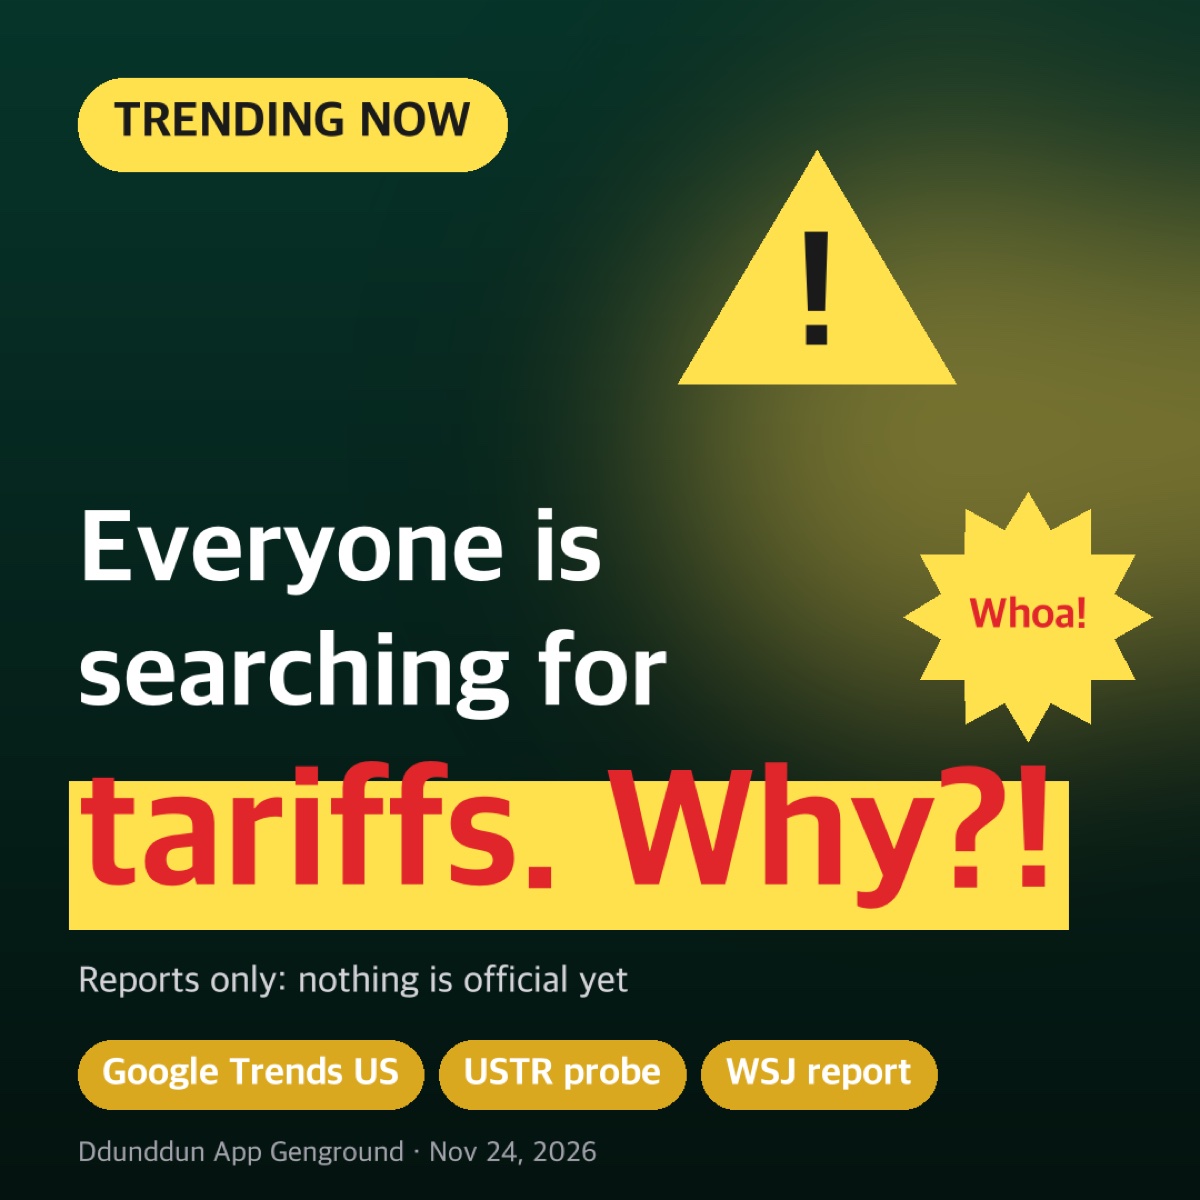 TRENDING NOW
!
Everyone is
searching for
Whoa!
tariffs. Why?!
Reports only: nothing is official yet
Google Trends US
USTR probe
WSJ report
Ddunddun App Genground · Nov 24, 2026